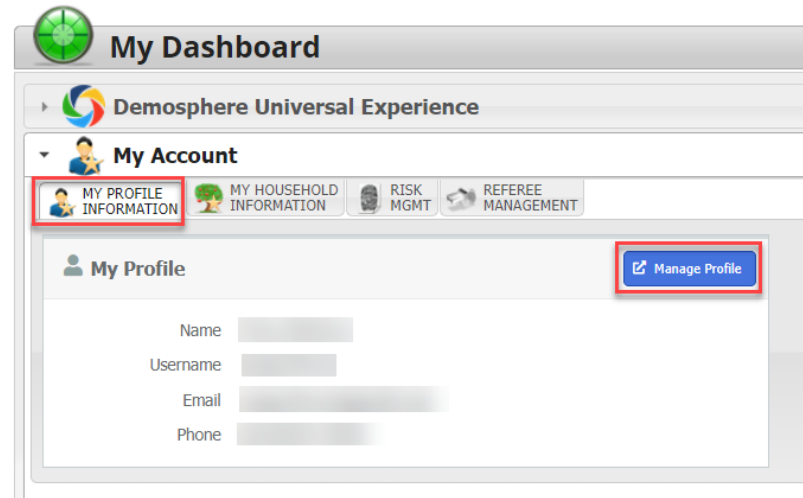 My Dashboard
Demosphere Universal Experience
My Account
MY PROFILE
INFORMATION
MY HOUSEHOLD
INFORMATION
RISK
MGMT
REFEREE
MANAGEMENT
My Profile
Manage Profile
Name
Username
Email
Phone